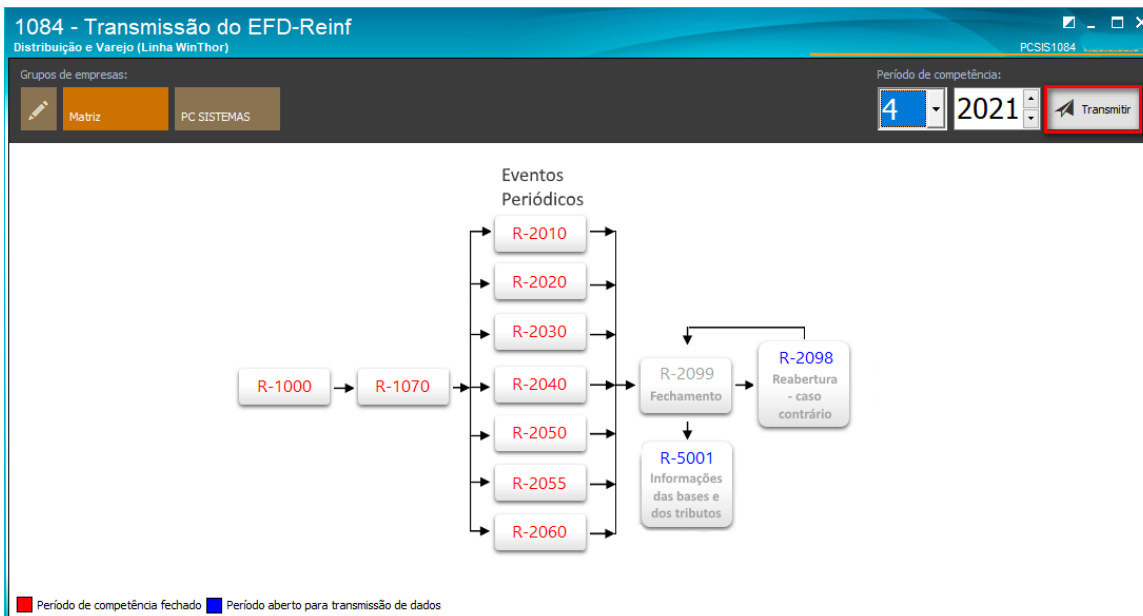 1084 - Transmissão do EFD-Reinf
Distribuição e Varejo (Linha WinThor)
PCSIS1084
Grupos de empresas:
Período de competência:
Matriz
PC SISTEMAS
4
2021
Transmitir
Eventos
Periódicos
R-2010
R-2020
R-2030
R-1000
R-1070
R-2040
R-2050
R-2055
R-2060
R-2099
Fechamento
R-2098
Reabertura
- caso
contrário
R-5001
Informações
das bases e
dos tributos
Período de competência fechado
Período aberto para transmissão de dados